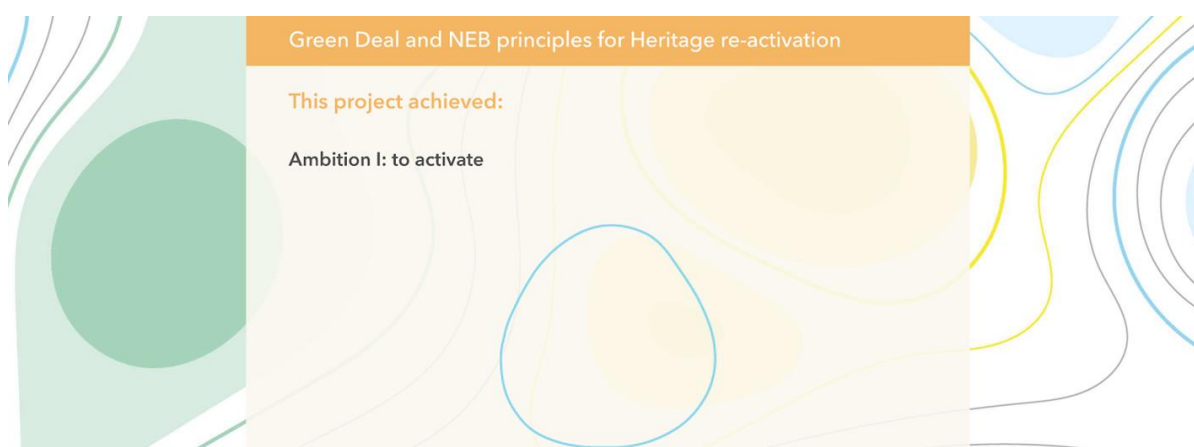 Green Deal and NEB principles for Heritage re-activation
This project achieved:
Ambition I: to activate